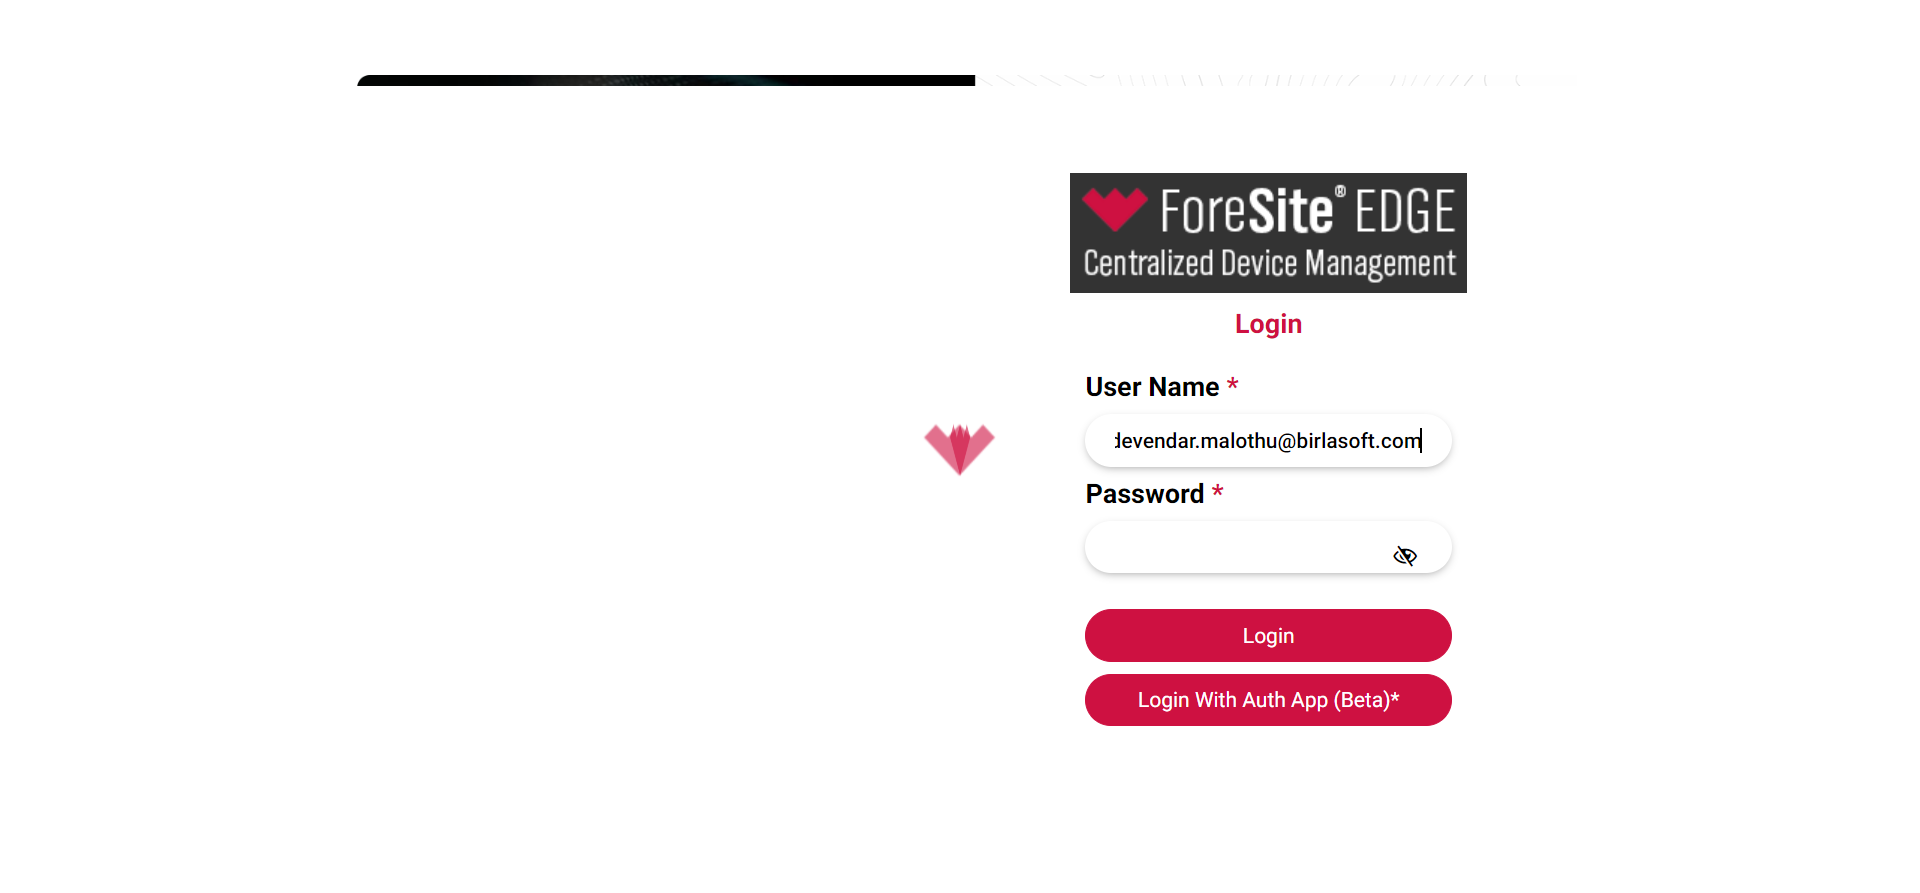 ForeSite® EDGE
Centralized Device Management
Login
User Name *
devendar.malothu@birlasoft.com
Password *
Login
Login With Auth App (Beta)*